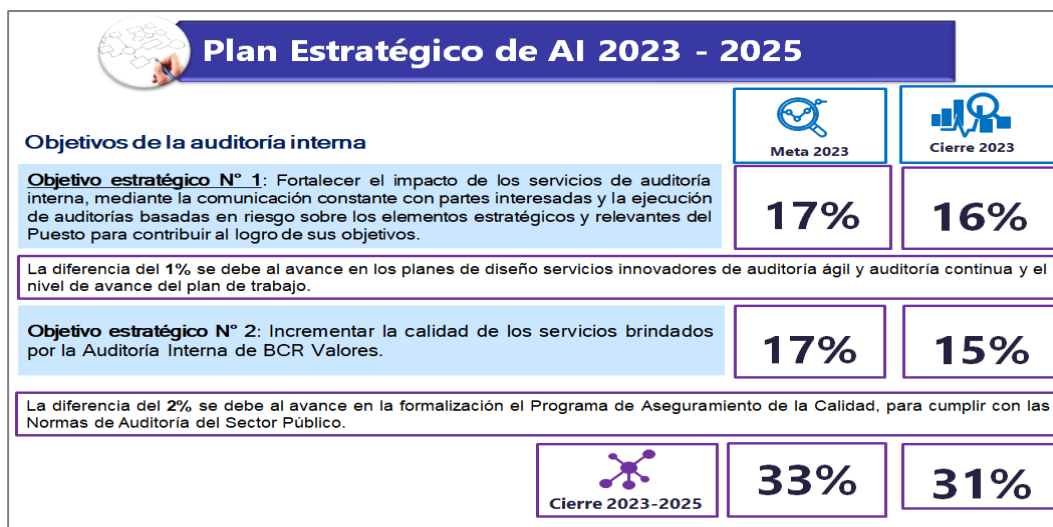 Plan Estratégico de AI 2023 - 2025
Objetivos de la auditoría interna
Meta 2023
Cierre 2023
Objetivo estratégico N° 1: Fortalecer el impacto de los servicios de auditoría
interna, mediante la comunicación constante con partes interesadas y la ejecución
de auditorías basadas en riesgo sobre los elementos estratégicos y relevantes del
Puesto para contribuir al logro de sus objetivos.
17%
16%
La diferencia del 1% se debe al avance en los planes de diseño servicios innovadores de auditoría ágil y auditoría continua y el
nivel de avance del plan de trabajo.
Objetivo estratégico N° 2: Incrementar la calidad de los servicios brindados
por la Auditoría Interna de BCR Valores.
17%
15%
La diferencia del 2% se debe al avance en la formalización el Programa de Aseguramiento de la Calidad, para cumplir con las
Normas de Auditoría del Sector Público.
Cierre 2023-2025
33%
31%